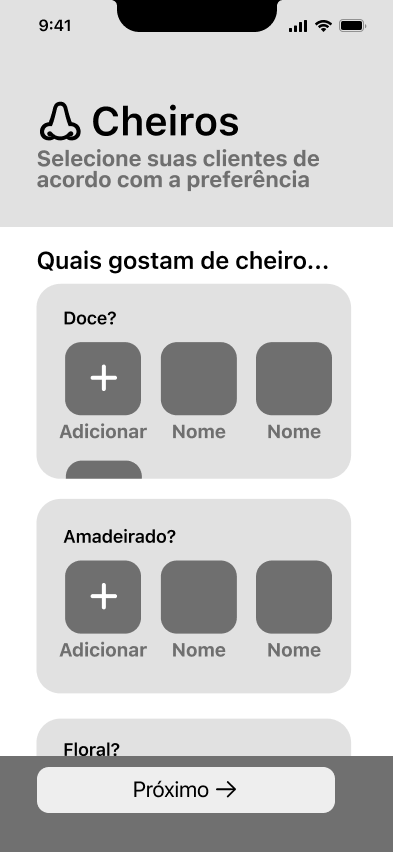 9:41
Cheiros
Selecione suas clientes de
acordo com a preferência
Quais gostam de cheiro...
Doce?
Adicionar Nome Nome
Amadeirado?
Adicionar Nome Nome
Floral?
Próximo →